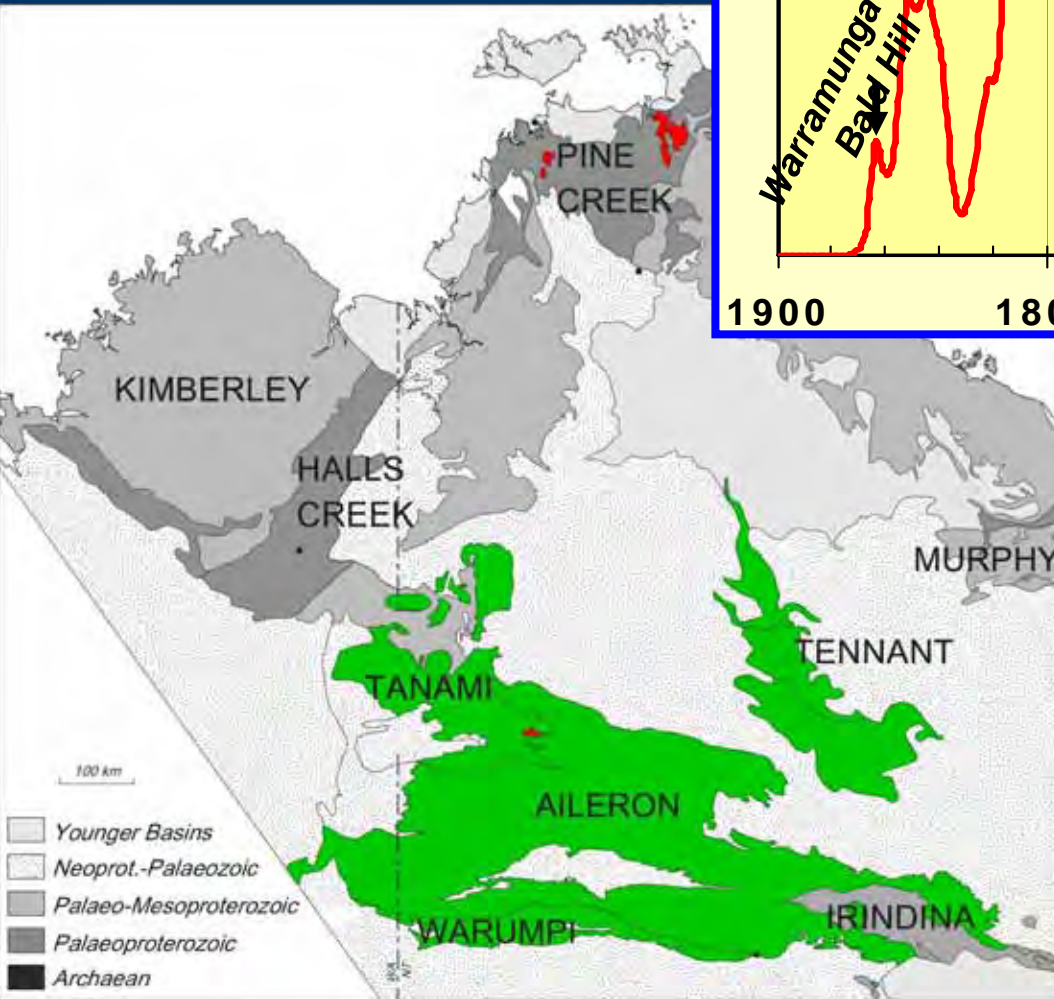 Warramunga
Bald Hill
1900
180
PINE
CREEK
KIMBERLEY
HALLS
CREEK
MURPHY
TENNANT
TANAMI
AILERON
WARUMPI
IRINDINA
100 km
Younger Basins
Neoprot.-Palaeozoic
Palaeo-Mesoproterozoic
Palaeoproterozoic
Archaean